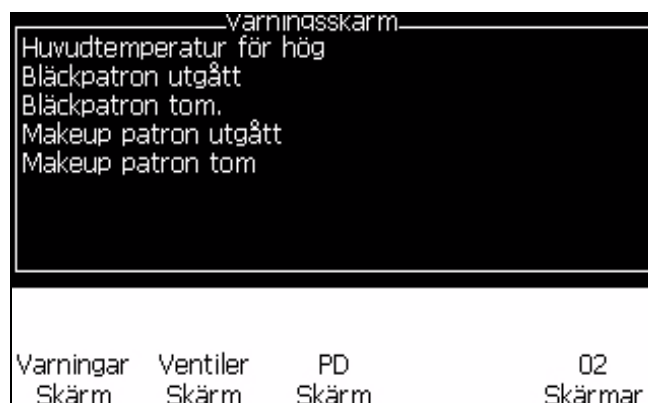 Varningsskärm
Huvudtemperatur för hög
Bläckpatron utgått
Bläckpatron tom.
Makeup patron utgått
Makeup patron tom
Varningar Ventiler PD 02
Skärm Skärm Skärm Skärmar